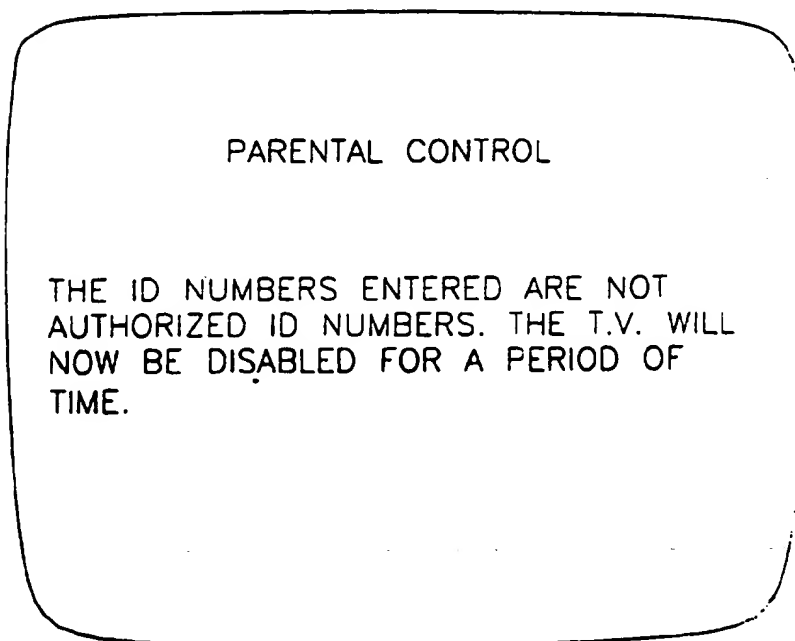 PARENTAL CONTROL
THE ID NUMBERS ENTERED ARE NOT
AUTHORIZED ID NUMBERS. THE T.V. WILL
NOW BE DISABLED FOR A PERIOD OF
TIME.